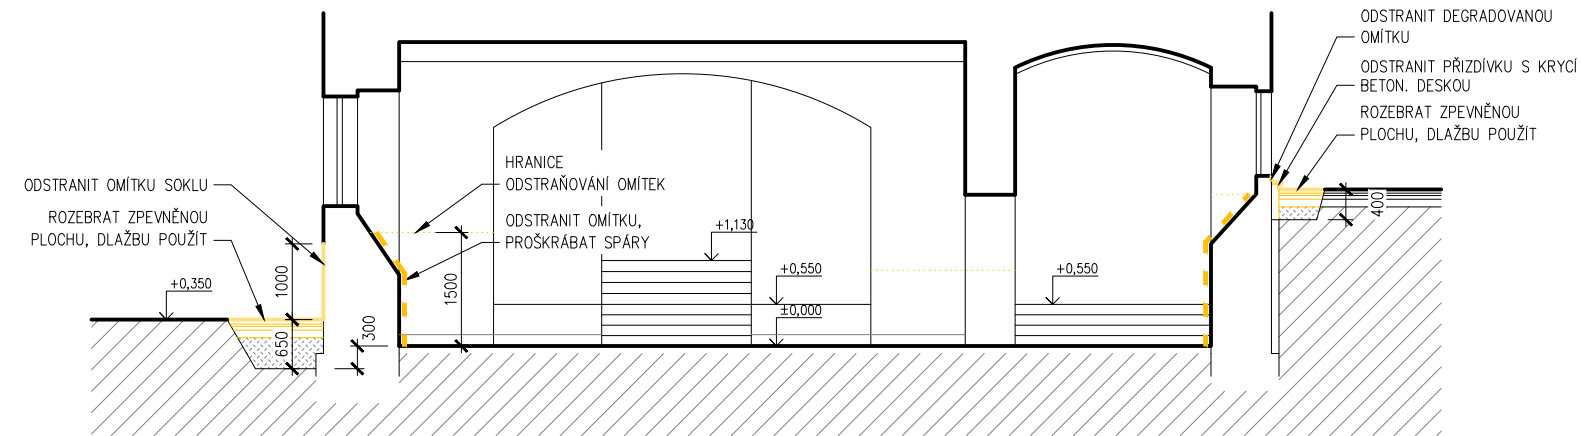 ODSTRANIT DEGRADOVANOU
OMÍTKU
ODSTRANIT PŘIZDÍVKU S KRYCÍ
BETON. DESKOU
ROZEBRAT ZPEVNĚNOU
PLOCHU, DLAŽBU POUŽÍT
HRANICE
ODSTRAŇOVÁNÍ OMÍTEK
ODSTRANIT OMÍTKU SOKLU
ROZEBRAT ZPEVNĚNOU
PLOCHU, DLAŽBU POUŽÍT
ODSTRANIT OMÍTKU,
PROŠKRÁBAT SPÁRY
400
+1,130
+0,350
1000
1500
+0,550
+0,550
±0,000
650
300